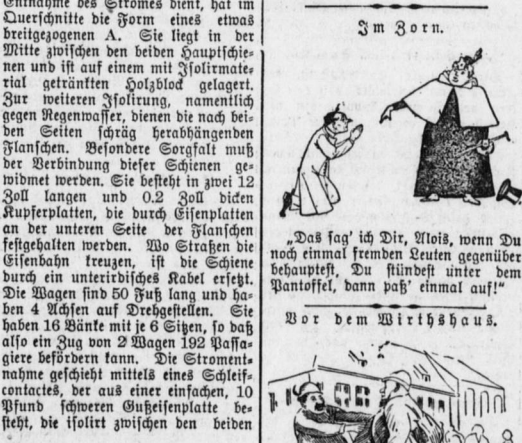 Entnahme des Stromes dient, hat im
Querschnitte die Form eines etwas
breitgezogenen A. Sie liegt in der
Mitte zwischen den beiden Hauptschie-
nen und ist auf einem mit Isolirmate-
rial getränkten Holzblock gelagert.
Zur weiteren Isolirung, namentlich
gegen Regenwasser, dienen die nach bei-
den Seiten schräg herabhängenden
Flanschen. Besondere Sorgfalt muß
der Verbindung dieser Schienen ge-
widmet werden. Sie besteht in zwei 12
Zoll langen und 0.2 Zoll dicken
Kupferplatten, die durch Eisenplatten
an der unteren Seite der Flanschen
festgehalten werden. Wo Straßen die
Eisenbahn kreuzen, ist die Schiene
durch ein unterirdisches Kabel ersetzt.
Die Wagen sind 50 Fuß lang und ha-
ben 4 Achsen auf Drehgestellen. Sie
haben 16 Bänke mit je 6 Sitzen, so daß
also ein Zug von 2 Wagen 192 Passa-
giere befördern kann. Die Stroment-
nahme geschieht mittels eines Schleif-
contactes, der aus einer einfachen, 10
Pfund schweren Gußeisenplatte be-
steht, die isolirt zwischen den beiden
Im Zorn.
„Das sag' ich Dir, Alois, wenn Du
noch einmal fremden Leuten gegenüber
behauptest, Du stündest unter dem
Pantoffel, dann paß' einmal auf!"
Vor dem Wirthshaus.